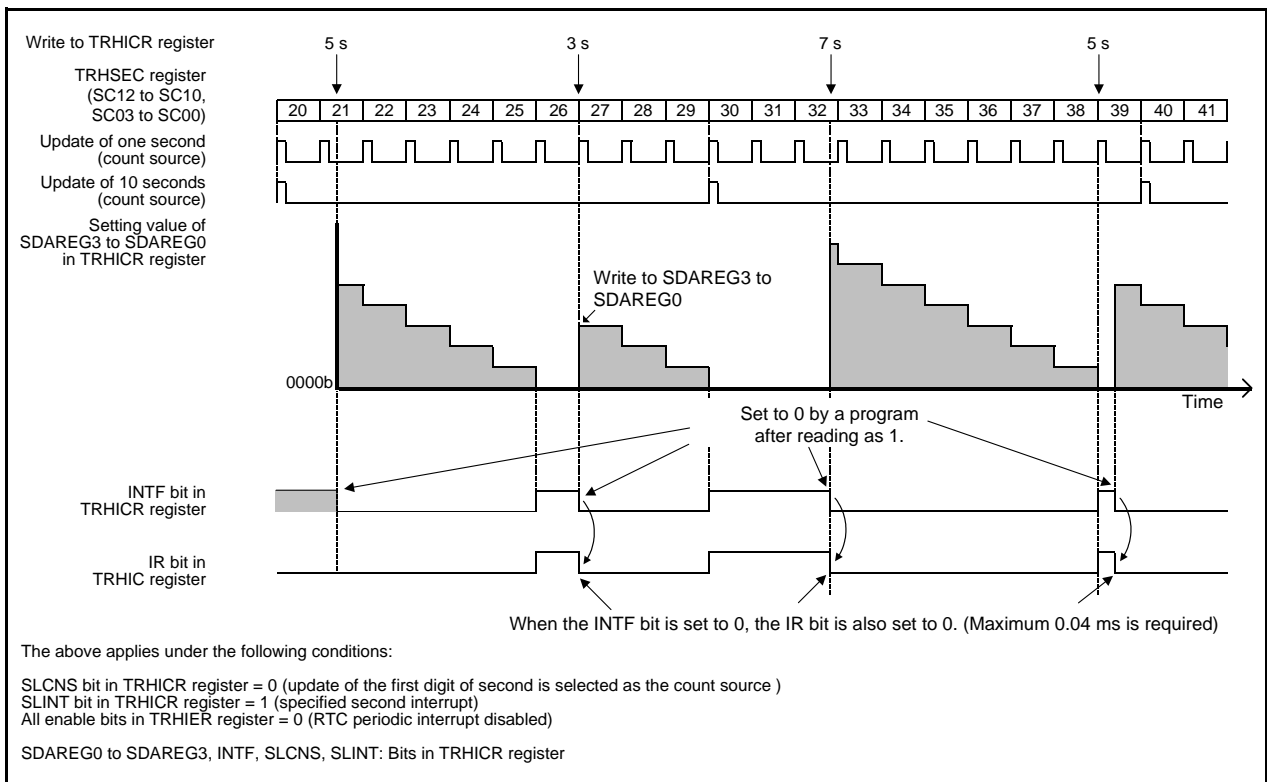 Write to TRHICR register
5 s
3 s
7 s
5 s
TRHSEC register
(SC12 to SC10,
SC03 to SC00)
20 21 22 23 24 25 26 27 28 29 30 31 32 33 34 35 36 37 38 39 40 41
Update of one second
(count source)
Update of 10 seconds
(count source)
Setting value of
SDAREG3 to SDAREG0
in TRHICR register
Write to SDAREG3 to
SDAREG0
0000b
Time
Set to 0 by a program
after reading as 1.
INTF bit in
TRHICR register
IR bit in
TRHIC register
When the INTF bit is set to 0, the IR bit is also set to 0. (Maximum 0.04 ms is required)
The above applies under the following conditions:
SLCNS bit in TRHICR register = 0 (update of the first digit of second is selected as the count source )
SLINT bit in TRHICR register = 1 (specified second interrupt)
All enable bits in TRHIER register = 0 (RTC periodic interrupt disabled)
SDAREG0 to SDAREG3, INTF, SLCNS, SLINT: Bits in TRHICR register